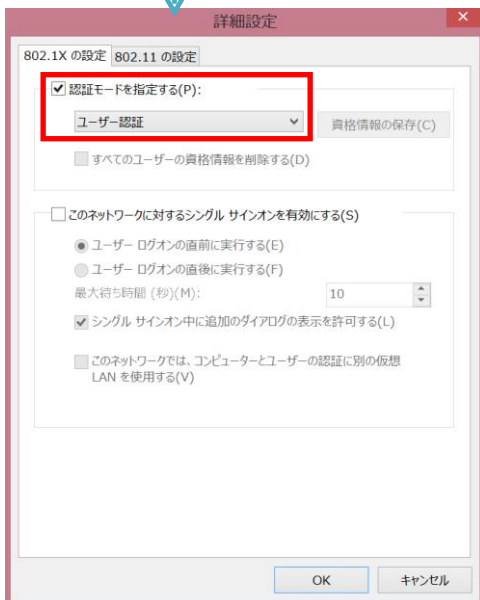 詳細設定
802.1X の設定 802.11 の設定
認証モードを指定する(P):
ユーザー認証 資格情報の保存(C)
すべてのユーザーの資格情報を削除する(D)
このネットワークに対するシングル サインオンを有効にする(S)
ユーザー ログオンの直前に実行する(E)
ユーザー ログオンの直後に実行する(F)
最大待ち時間 (秒)(M): 10
シングル サインオン中に追加のダイアログの表示を許可する(L)
このネットワークでは、コンピューターとユーザーの認証に別の仮想
LAN を使用する(V)
OK キャンセル